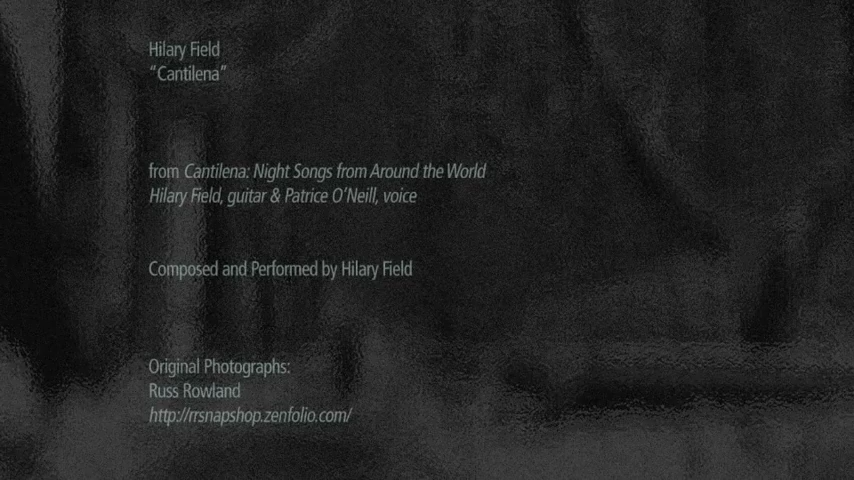 Hilary Field
“Cantilena”
from Cantilena: Night Songs from Around the World
Hilary Field, guitar & Patrice O’Neill, voice
Composed and Performed by Hilary Field
Original Photographs:
Russ Rowland
http://rrsnapshop.zenfolio.com/